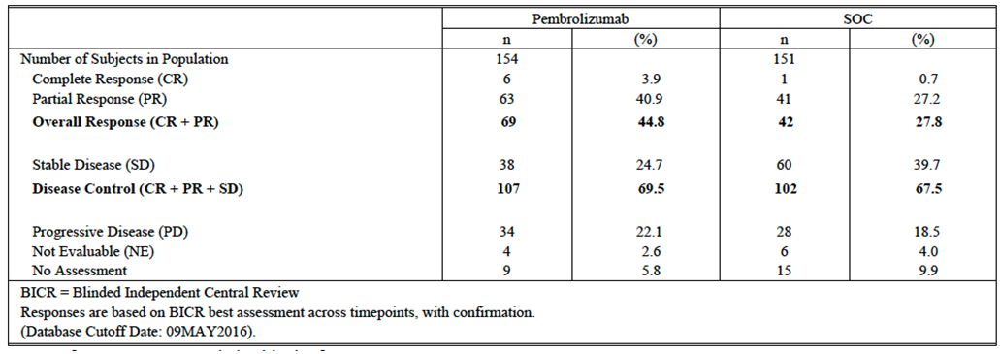 Pembrolizumab SOC
n (%) n (%)
Number of Subjects in Population 154 151
Complete Response (CR) 6 3.9 1 0.7
Partial Response (PR) 63 40.9 41 27.2
Overall Response (CR + PR) 69 44.8 42 27.8
Stable Disease (SD) 38 24.7 60 39.7
Disease Control (CR + PR + SD) 107 69.5 102 67.5
Progressive Disease (PD) 34 22.1 28 18.5
Not Evaluable (NE) 4 2.6 6 4.0
No Assessment 9 5.8 15 9.9
BICR = Blinded Independent Central Review
Responses are based on BICR best assessment across timepoints, with confirmation.
(Database Cutoff Date: 09MAY2016).